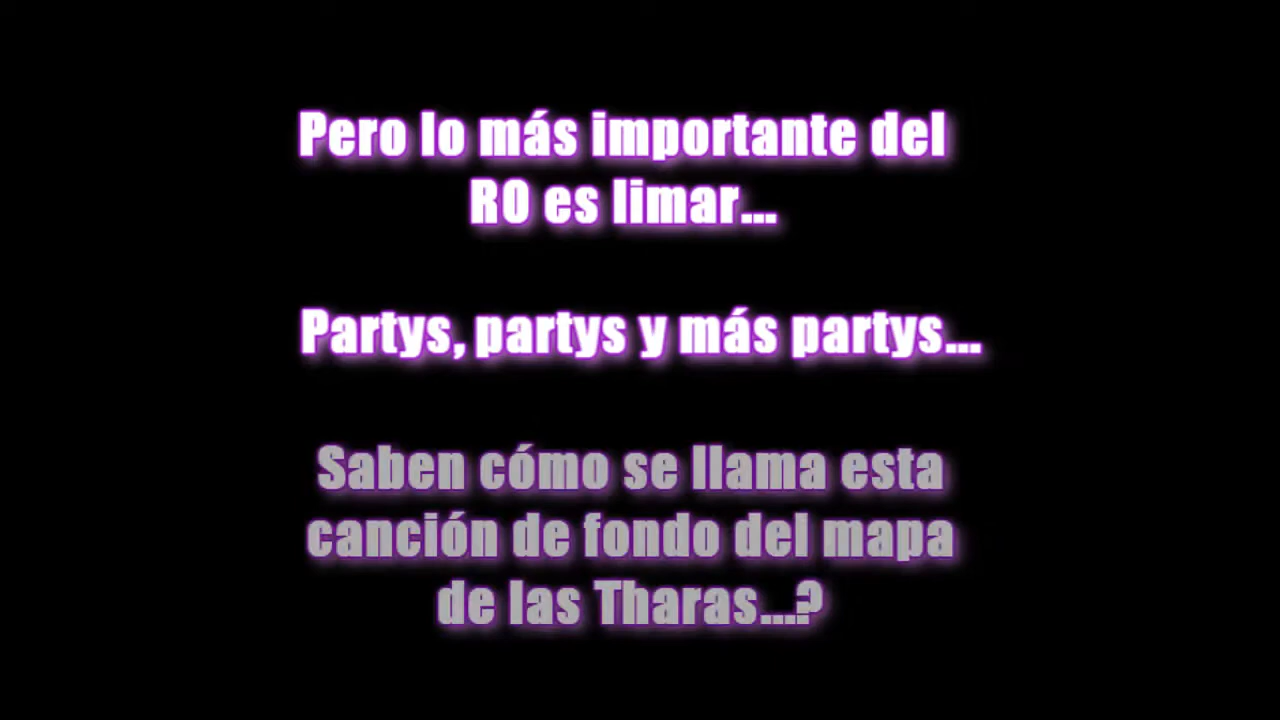 Pero lo más importante del
RO es limar...
Partys, partys y más partys...
Saben cómo se llama esta
canción de fondo del mapa
de las Tharas...?